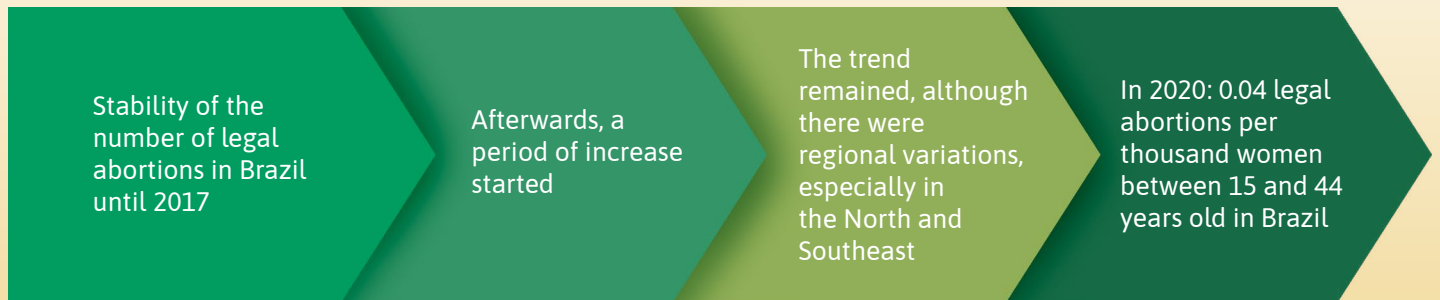 Stability of the
number of legal
abortions in Brazil
until 2017
Afterwards, a
period of increase
started
The trend
remained, although
there were
regional variations,
especially in
the North and
Southeast
In 2020: 0.04 legal
abortions per
thousand women
between 15 and 44
years old in Brazil